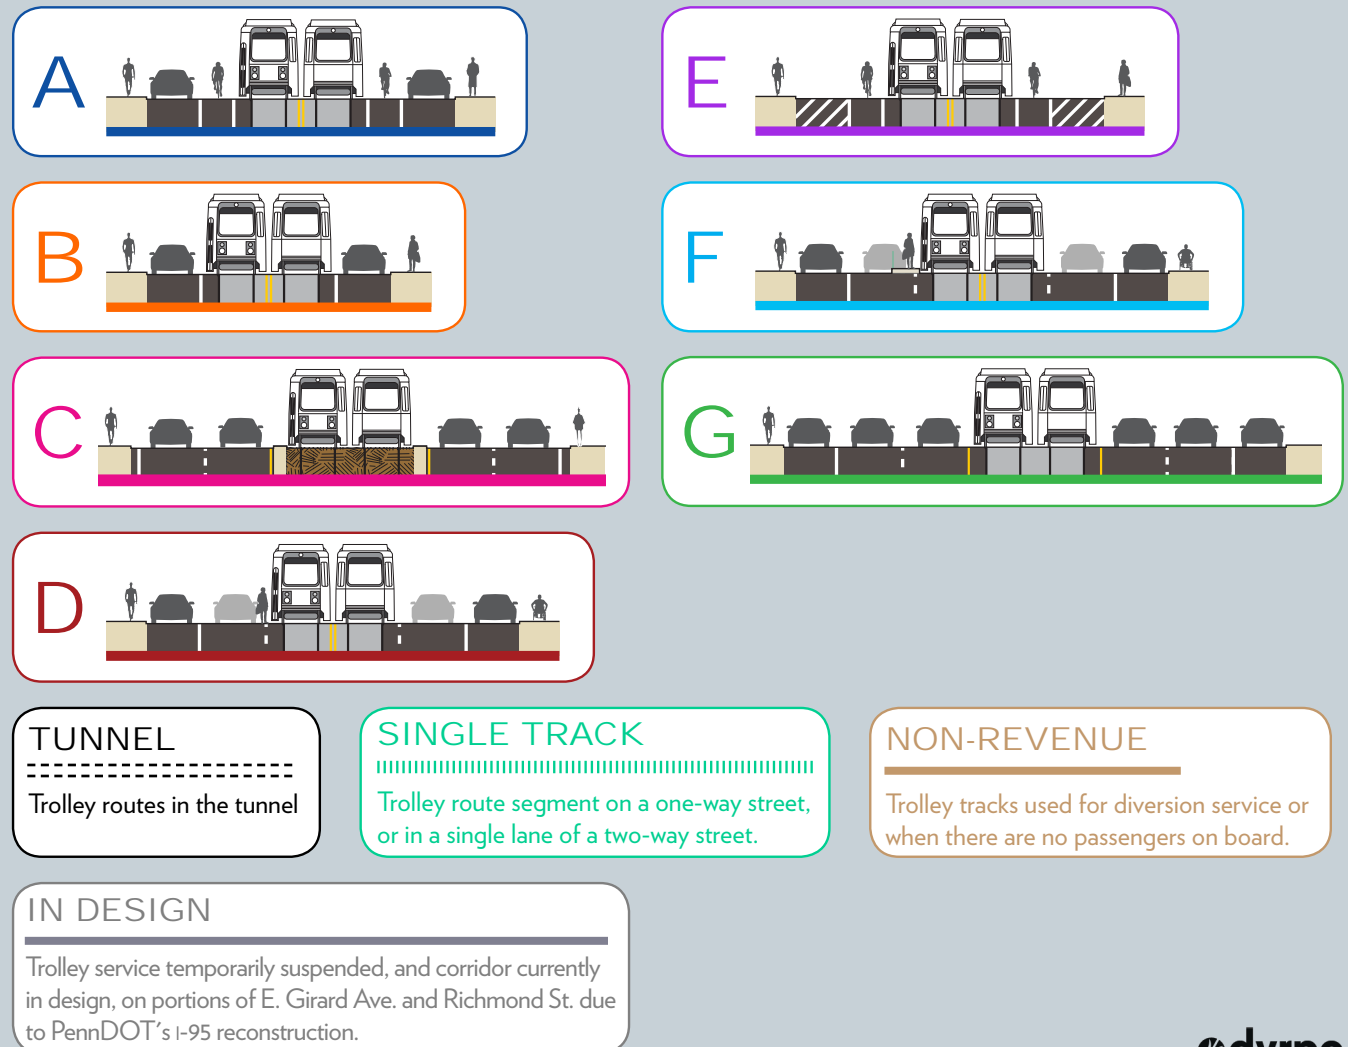 A
E
B
F
C
G
D
TUNNEL
Trolley routes in the tunnel
SINGLE TRACK
Trolley route segment on a one-way street,
or in a single lane of a two-way street.
NON-REVENUE
Trolley tracks used for diversion service or
when there are no passengers on board.
IN DESIGN
Trolley service temporarily suspended, and corridor currently
in design, on portions of E. Girard Ave. and Richmond St. due
to PennDOT's I-95 reconstruction.